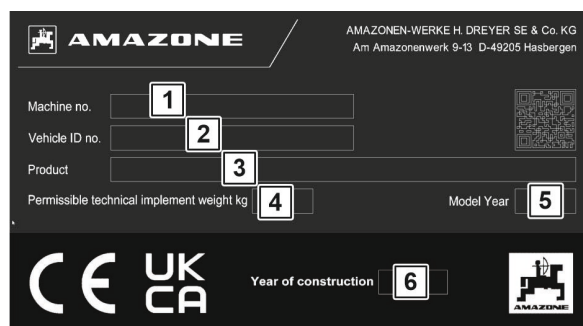 AMAZONE
AMAZONEN-WERKE H. DREYER SE & Co. KG
Am Amazonenwerk 9-13 D-49205 Hasbergen
Machine no. 1
Vehicle ID no. 2
Product 3
Permissible technical implement weight kg 4
Model Year 5
CE
UK
CA
Year of construction 6
AMAZONE